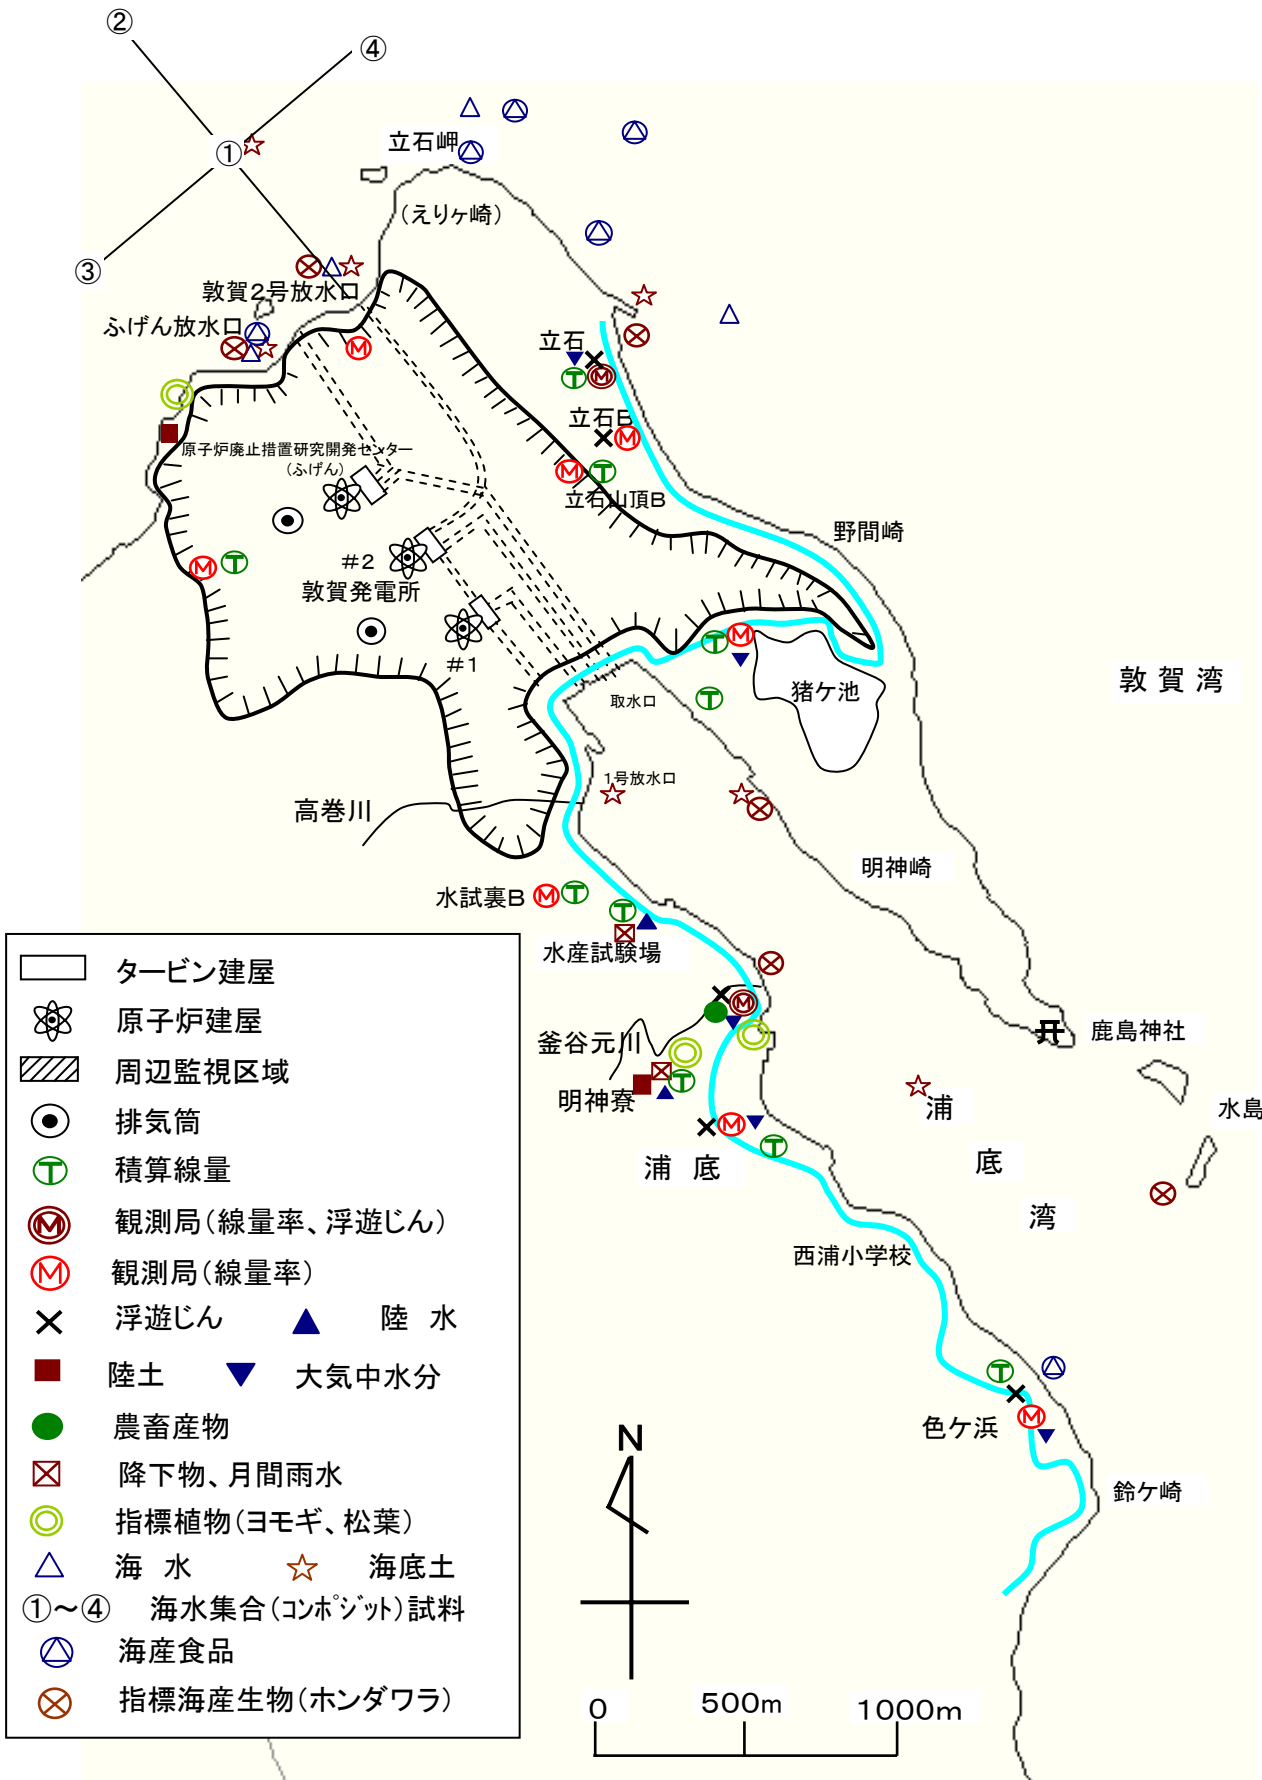 ②
④
立石岬
①
(えりヶ崎)
③
敦賀2号放水口
ふげん放水口
立石
立石B
原子炉廃止措置研究開発センター
(ふげん)
立石山頂B
野間崎
#2
敦賀発電所
#1
猪ケ池
敦賀湾
取水口
1号放水口
高巻川
明神崎
水試裏B
水産試験場
釜谷元川
鹿島神社
明神寮
浦
水島
浦底
底
湾
西浦小学校
色ケ浜
鈴ケ崎
N
0 500m 1000m
タービン建屋
原子炉建屋
周辺監視区域
排気筒
T 積算線量
M 観測局(線量率、浮遊じん)
M 観測局(線量率)
浮遊じん 陸 水
陸土 大気中水分
農畜産物
降下物、月間雨水
指標植物(ヨモギ、松葉)
海 水 海底土
①～④ 海水集合(コンポジット)試料
海産食品
指標海産生物(ホンダワラ)